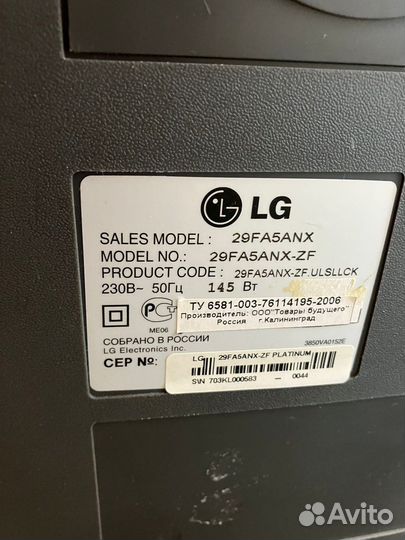 LG
SALES MODEL : 29FA5ANX
MODEL NO.: 29FA5ANX-ZF
PRODUCT CODE : 29FA5ANX-ZF.ULSLLCK
230В~ 50Гц 145 Вт
ТУ 6581-003-76114195-2006
Производитель: ООО"Товары будущего"
Россия г.Калининград
ME06
СОБРАНО В РОССИИ
3850VA0152E
LG Electronics Inc.
СЕР №:
LG 29FA5ANX-ZF PLATINUM
S\N 703KL000583 - 0044
Avito